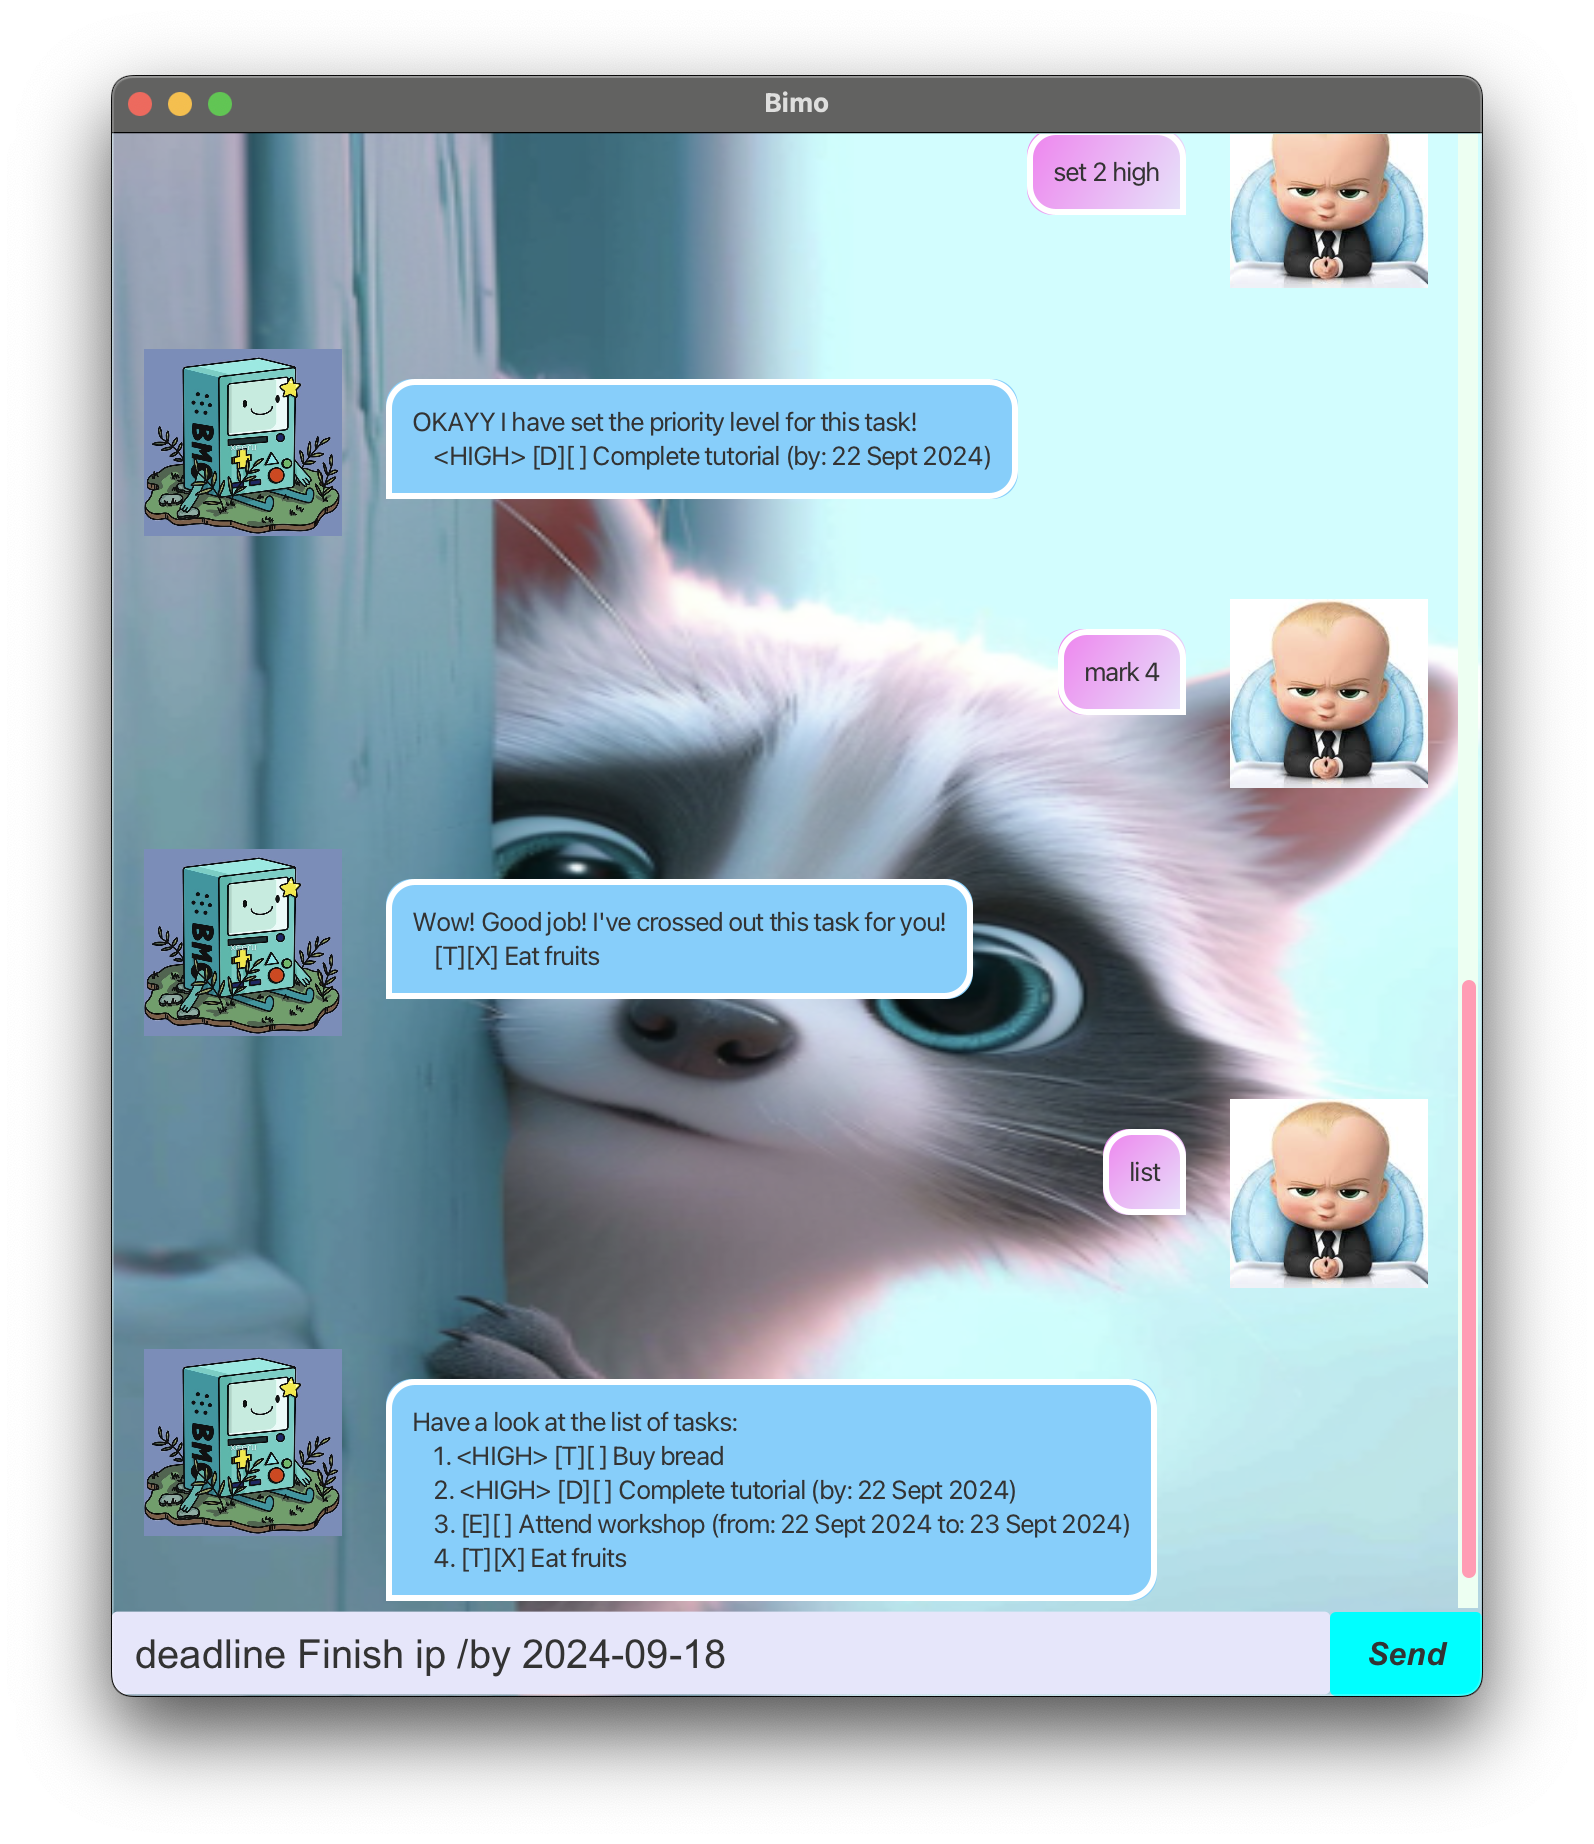 Bimo
set 2 high
BMO
OKAYY I have set the priority level for this task!
<HIGH> [D][ ] Complete tutorial (by: 22 Sept 2024)
mark 4
BMO
Wow! Good job! I've crossed out this task for you!
[T][X] Eat fruits
list
BMO
Have a look at the list of tasks:
1. <HIGH> [T][ ] Buy bread
2. <HIGH> [D][ ] Complete tutorial (by: 22 Sept 2024)
3. [E][ ] Attend workshop (from: 22 Sept 2024 to: 23 Sept 2024)
4. [T][X] Eat fruits
deadline Finish ip /by 2024-09-18
Send